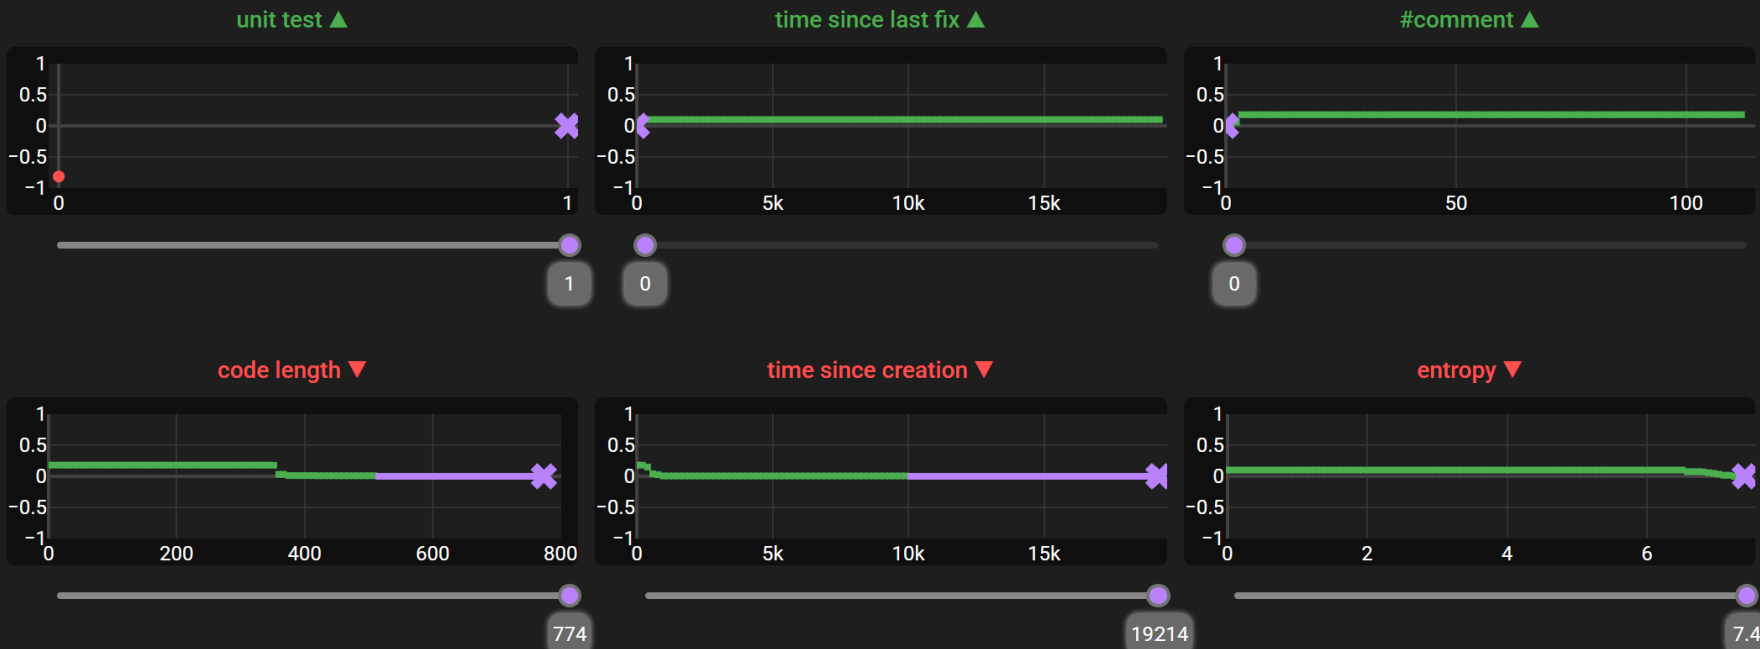 unit test ▲ time since last fix ▲ #comment ▲
1 1 1
0.5 0.5 0.5
0 0 0
−0.5 −0.5 −0.5
−1 −1 −1
0 1 0 5k 10k 15k 0 50 100
1 0 0
code length ▼ time since creation ▼ entropy ▼
1 1 1
0.5 0.5 0.5
0 0 0
−0.5 −0.5 −0.5
−1 −1 −1
0 200 400 600 800 0 5k 10k 15k 0 2 4 6
774 19214 7.4